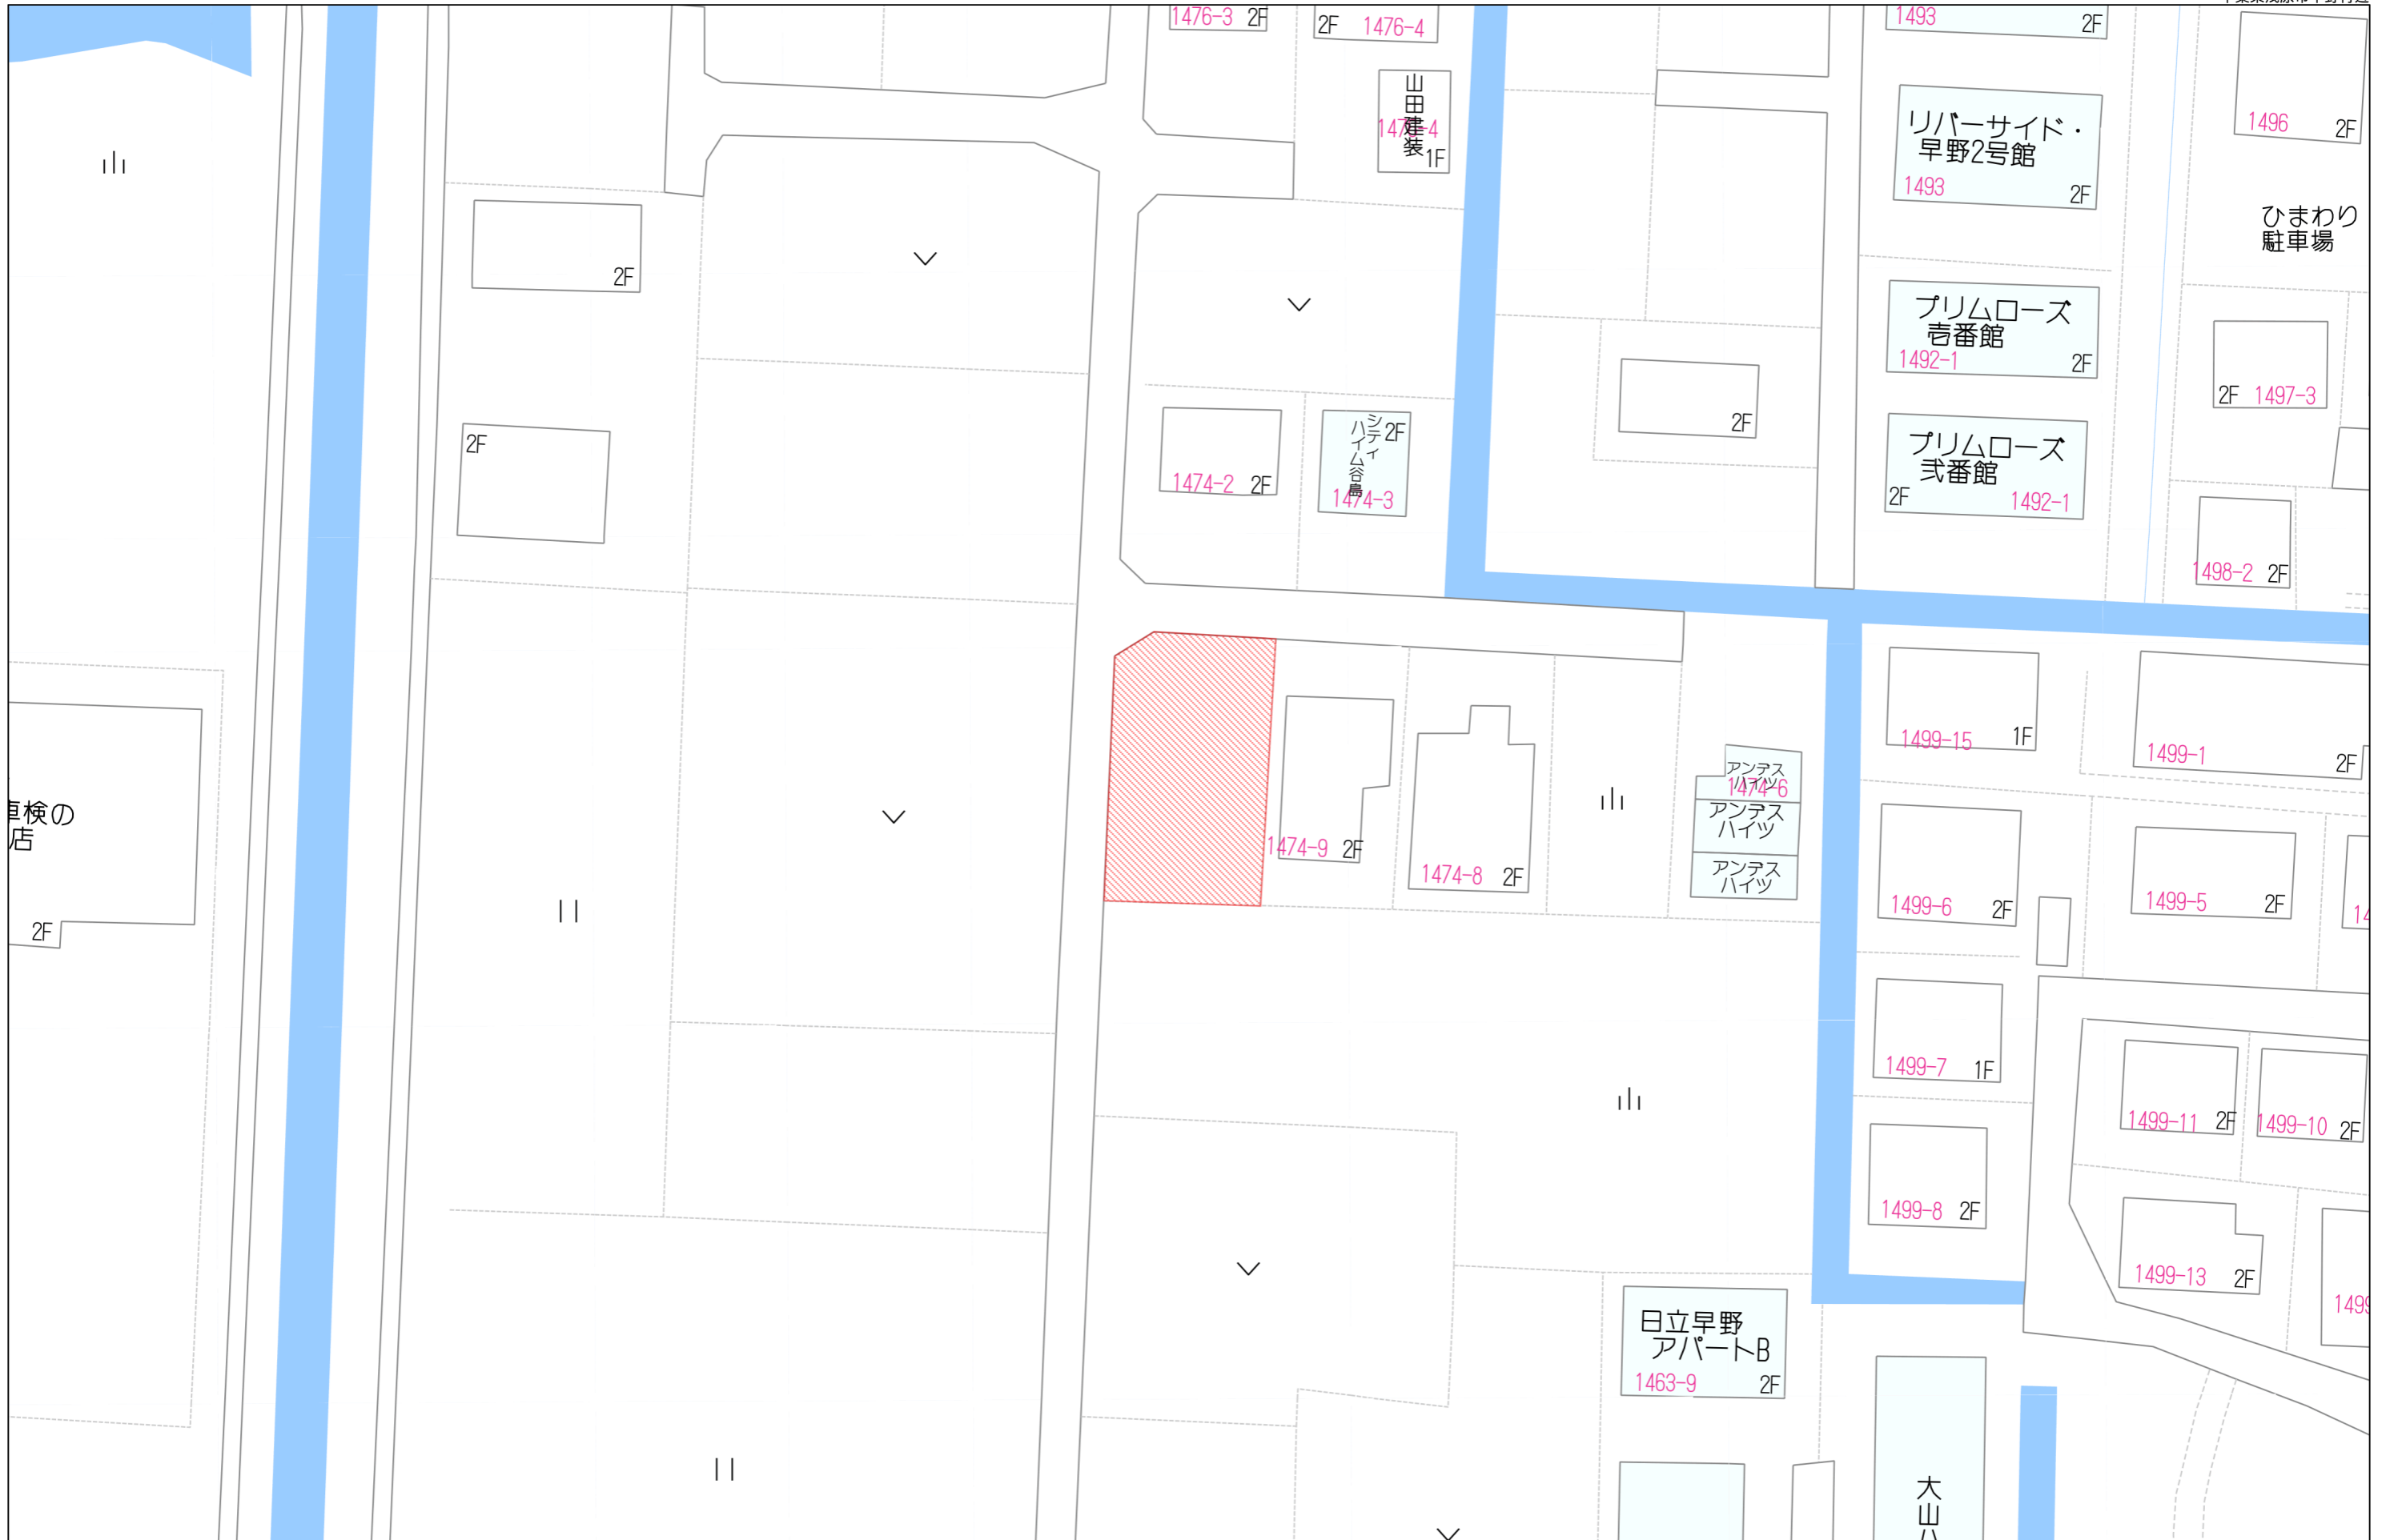 1476-3 2F
2F 1476-4
1493 2F
山田建装
1F
リバーサイド・
早野2号館
1493 2F
1496 2F
ひまわり
駐車場
2F
プリムローズ
壱番館
1492-1 2F
2F 1497-3
2F
2F
1474-2 2F
シティ
ハイム谷島
2F
1474-3
プリムローズ
弐番館
2F 1492-1
1498-2 2F
1499-15 1F
1499-1 2F
車検の
店
2F
1474-9 2F
1474-8 2F
アンデス
ハイツ
1474-6
アンデス
ハイツ
アンデス
ハイツ
1499-6 2F
1499-5 2F
14
1499-7 1F
1499-11 2F
1499-10 2F
1499-8 2F
1499-13 2F
1499
日立早野
アパートB
1463-9 2F
大山ハ